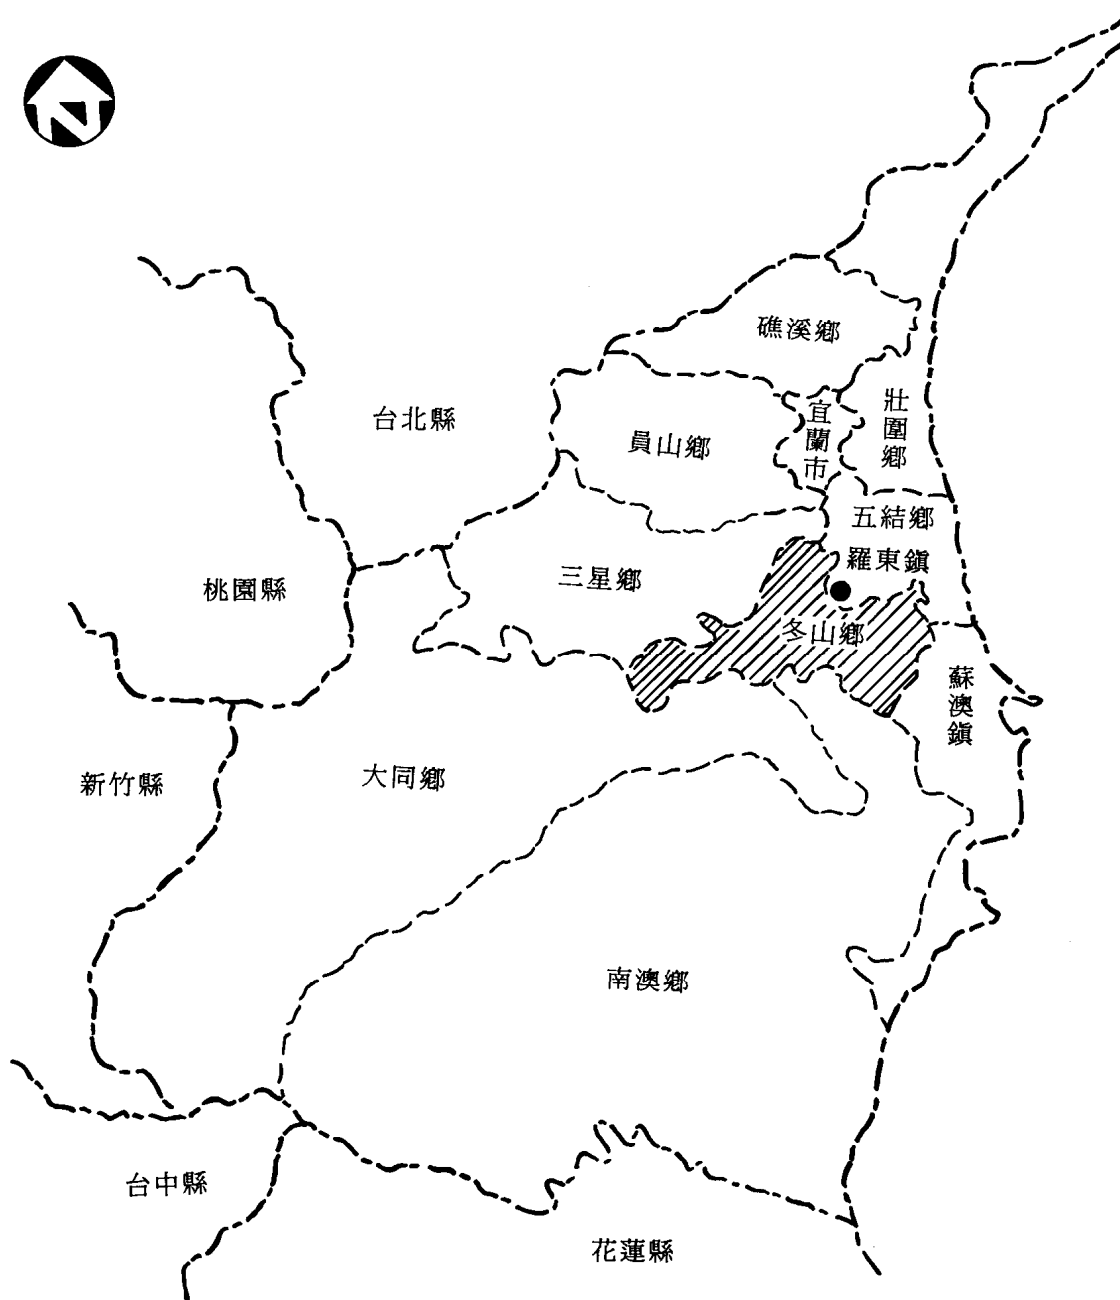 N
礁溪鄉
台北縣
員山鄉
宜蘭市
壯圍鄉
五結鄉
羅東鎮
三星鄉
桃園縣
冬山鄉
蘇澳鎮
新竹縣
大同鄉
南澳鄉
台中縣
花蓮縣